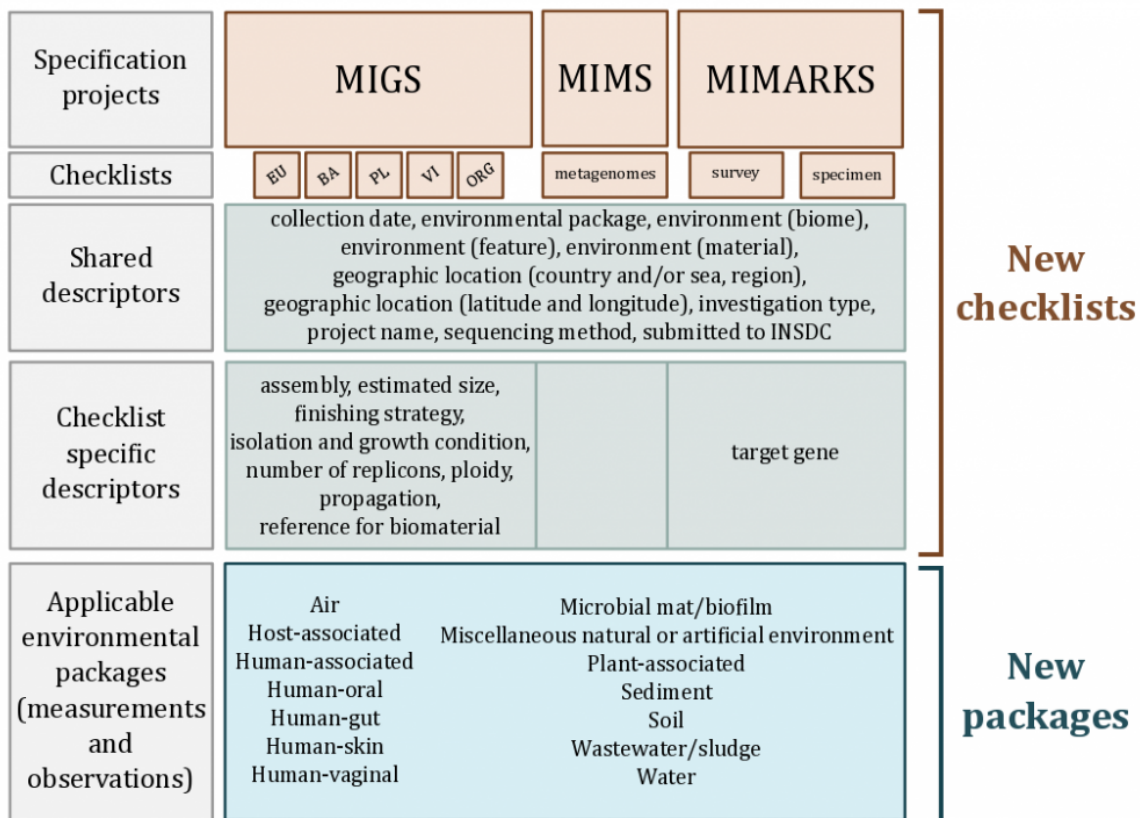 Specification
projects
MIGS
MIMS
MIMARKS
Checklists
EU
BA
PL
VI
ORG
metagenomes
survey
specimen
Shared
descriptors
collection date, environmental package, environment (biome),
environment (feature), environment (material),
geographic location (country and/or sea, region),
geographic location (latitude and longitude), investigation type,
project name, sequencing method, submitted to INSDC
Checklist
specific
descriptors
assembly, estimated size,
finishing strategy,
isolation and growth condition,
number of replicons, ploidy,
propagation,
reference for biomaterial
target gene
New
checklists
Applicable
environmental
packages
(measurements
and
observations)
Air
Host-associated
Human-associated
Human-oral
Human-gut
Human-skin
Human-vaginal
Microbial mat/biofilm
Miscellaneous natural or artificial environment
Plant-associated
Sediment
Soil
Wastewater/sludge
Water
New
packages